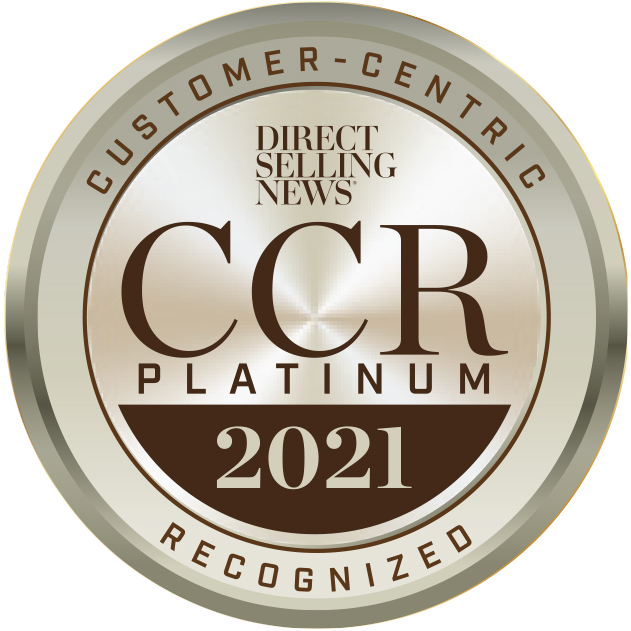 CUSTOMER-CENTRIC
DIRECT
SELLING
NEWS®
CCR
PLATINUM
2021
RECOGNIZED